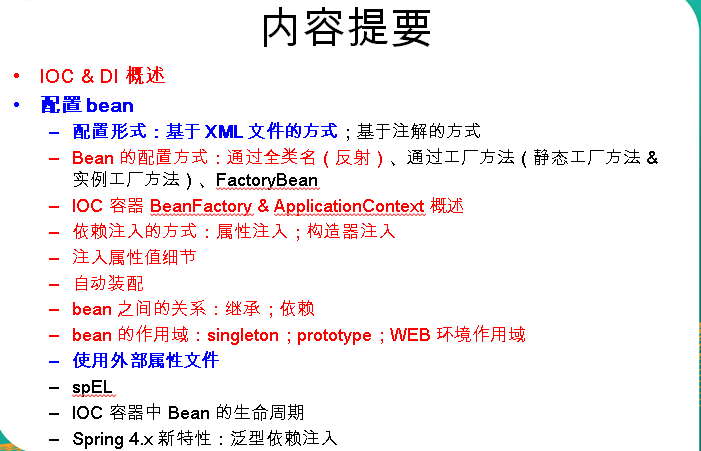 内容提要
• IOC & DI 概述
• 配置 bean
– 配置形式：基于 XML 文件的方式；基于注解的方式
– Bean 的配置方式：通过全类名（反射）、通过工厂方法（静态工厂方法 &
实例工厂方法）、FactoryBean
– IOC 容器 BeanFactory & ApplicationContext 概述
– 依赖注入的方式：属性注入；构造器注入
– 注入属性值细节
– 自动装配
– bean 之间的关系：继承；依赖
– bean 的作用域：singleton；prototype；WEB 环境作用域
– 使用外部属性文件
– spEL
– IOC 容器中 Bean 的生命周期
– Spring 4.x 新特性：泛型依赖注入